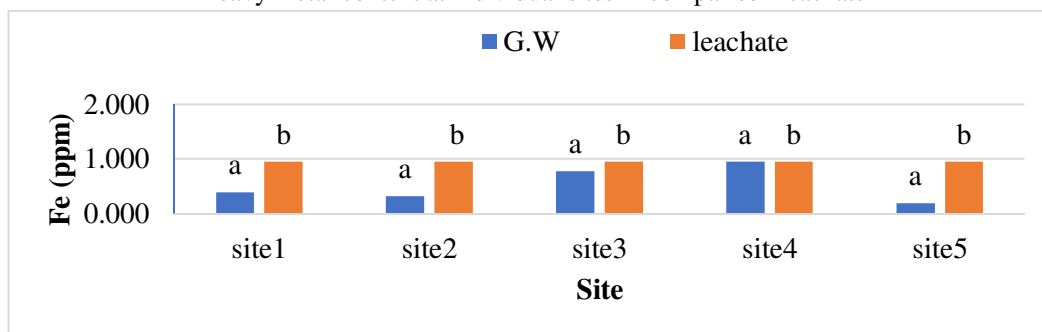 G.W leachate
2.000
1.000
0.000
Fe (ppm)
a b a b a b a b a b
site1 site2 site3 site4 site5
Site